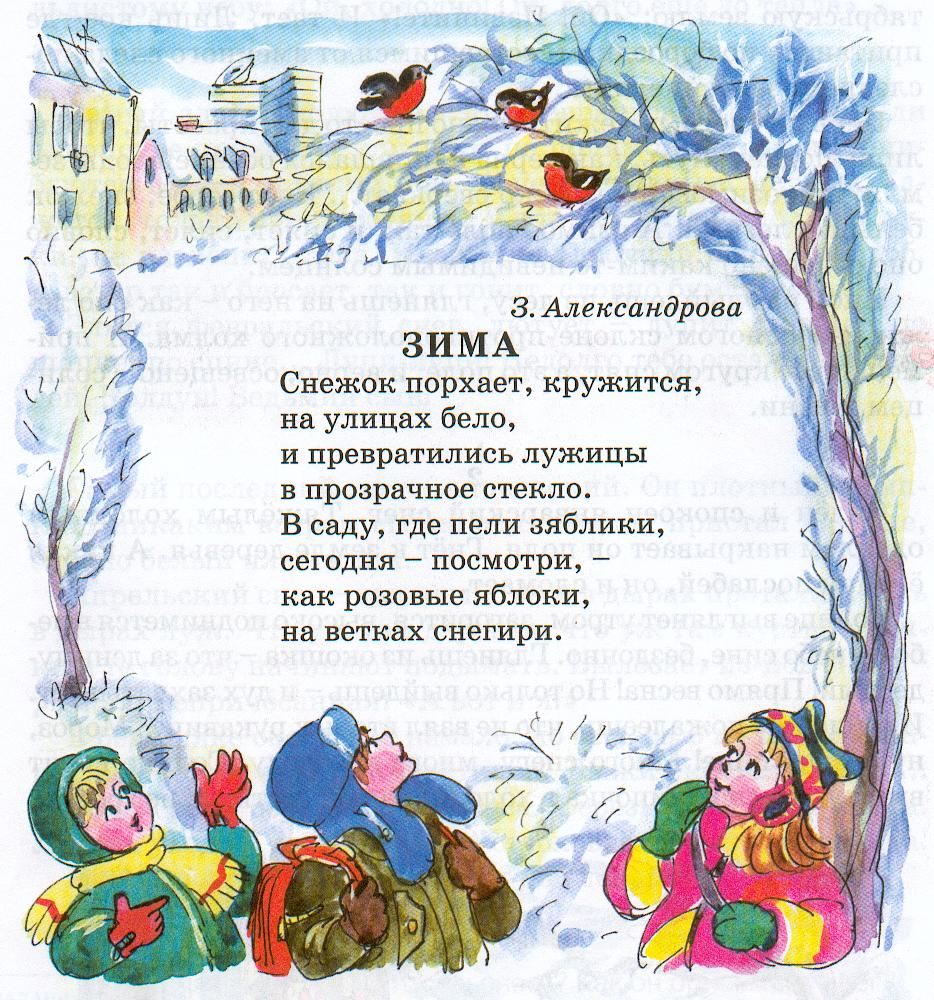 З. Александрова
ЗИМА
Снежок порхает, кружится,
на улицах бело,
и превратились лужицы
в прозрачное стекло.
В саду, где пели зяблики,
сегодня – посмотри, –
как розовые яблоки,
на ветках снегири.